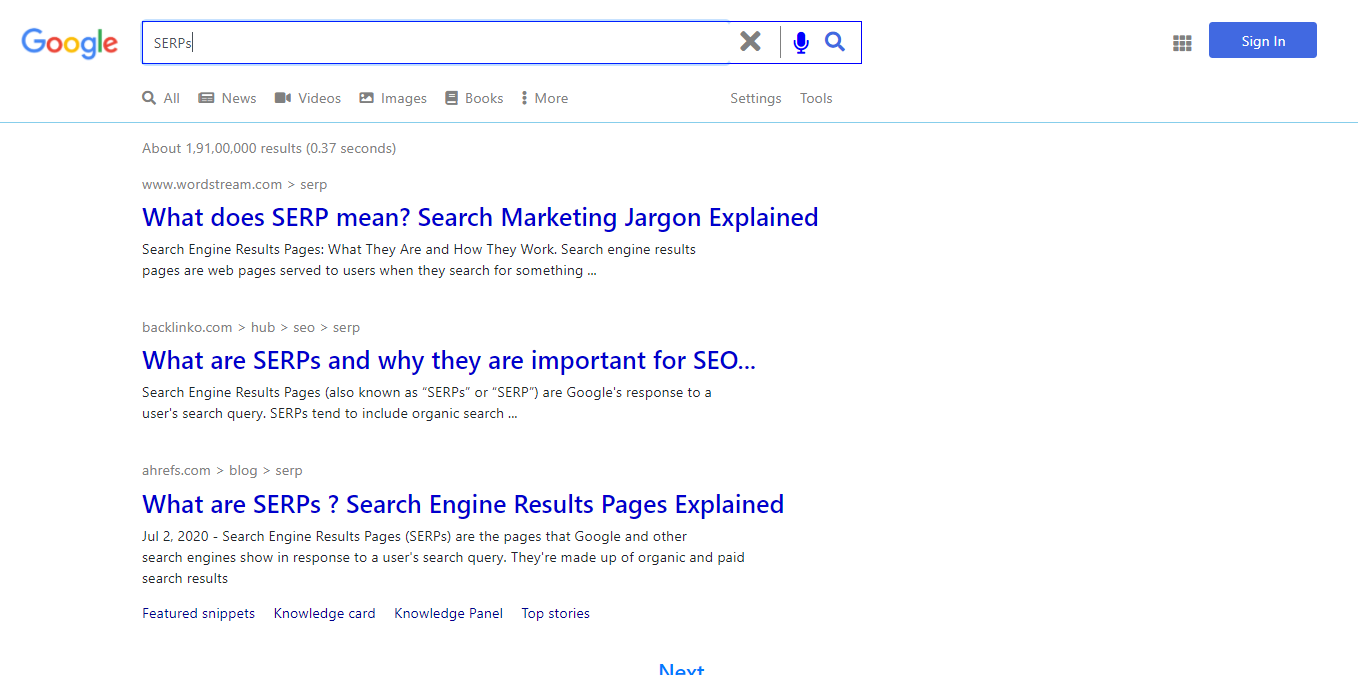 Google SERPs Sign In
All News Videos Images Books More Settings Tools
About 1,91,00,000 results (0.37 seconds)
www.wordstream.com > serp
What does SERP mean? Search Marketing Jargon Explained
Search Engine Results Pages: What They Are and How They Work. Search engine results
pages are web pages served to users when they search for something ...
backlinko.com > hub > seo > serp
What are SERPs and why they are important for SEO...
Search Engine Results Pages (also known as “SERPs” or “SERP”) are Google's response to a
user's search query. SERPs tend to include organic search ...
ahrefs.com > blog > serp
What are SERPs ? Search Engine Results Pages Explained
Jul 2, 2020 - Search Engine Results Pages (SERPs) are the pages that Google and other
search engines show in response to a user's search query. They're made up of organic and paid
search results
Featured snippets Knowledge card Knowledge Panel Top stories
Next